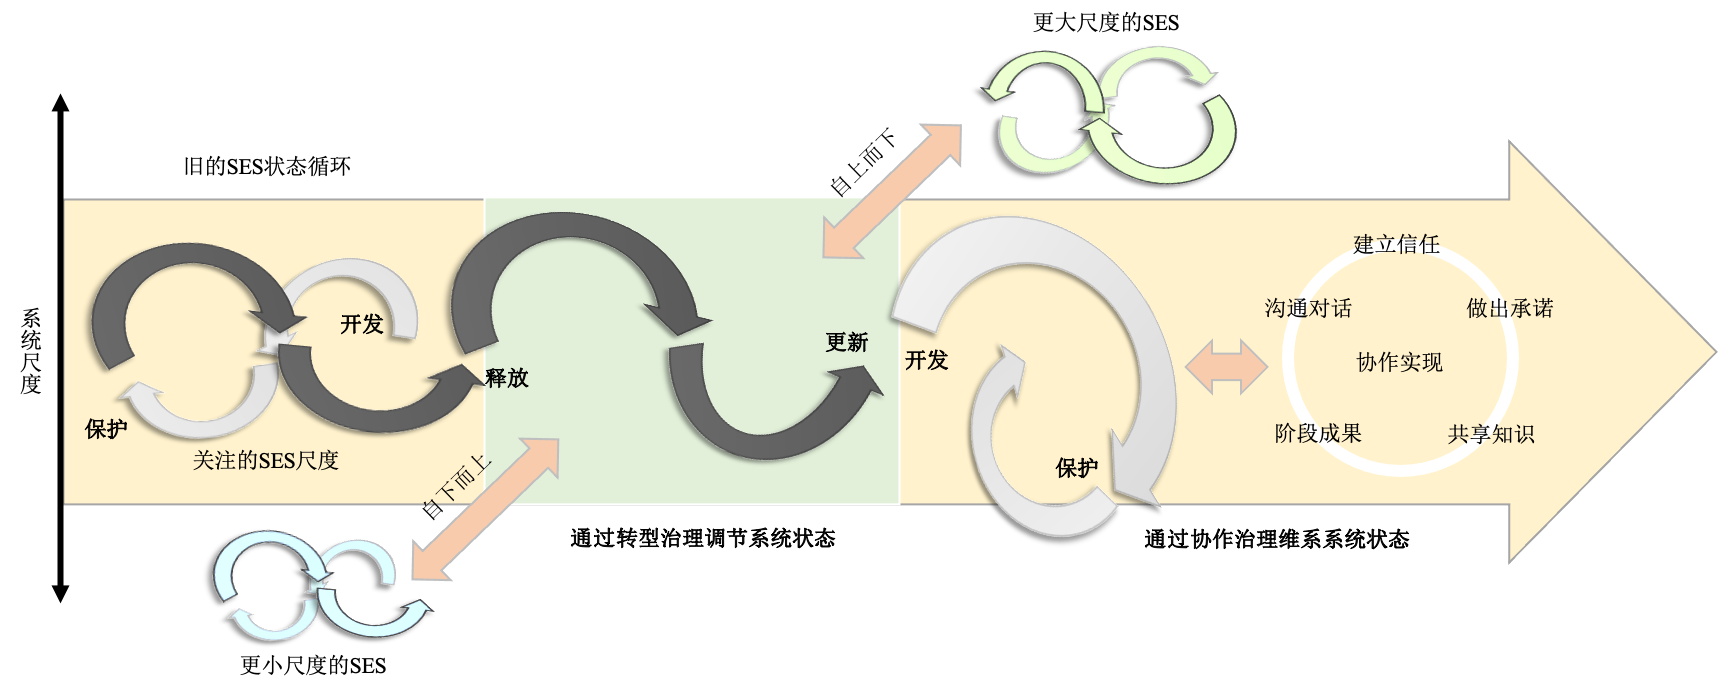 更大尺度的SES
自上而下
旧的SES状态循环
系统尺度
开发
保护
释放
关注的SES尺度
更新
开发
保护
建立信任
沟通对话
做出承诺
协作实现
阶段成果
共享知识
自下而上
通过转型治理调节系统状态
通过协作治理维系系统状态
更小尺度的SES